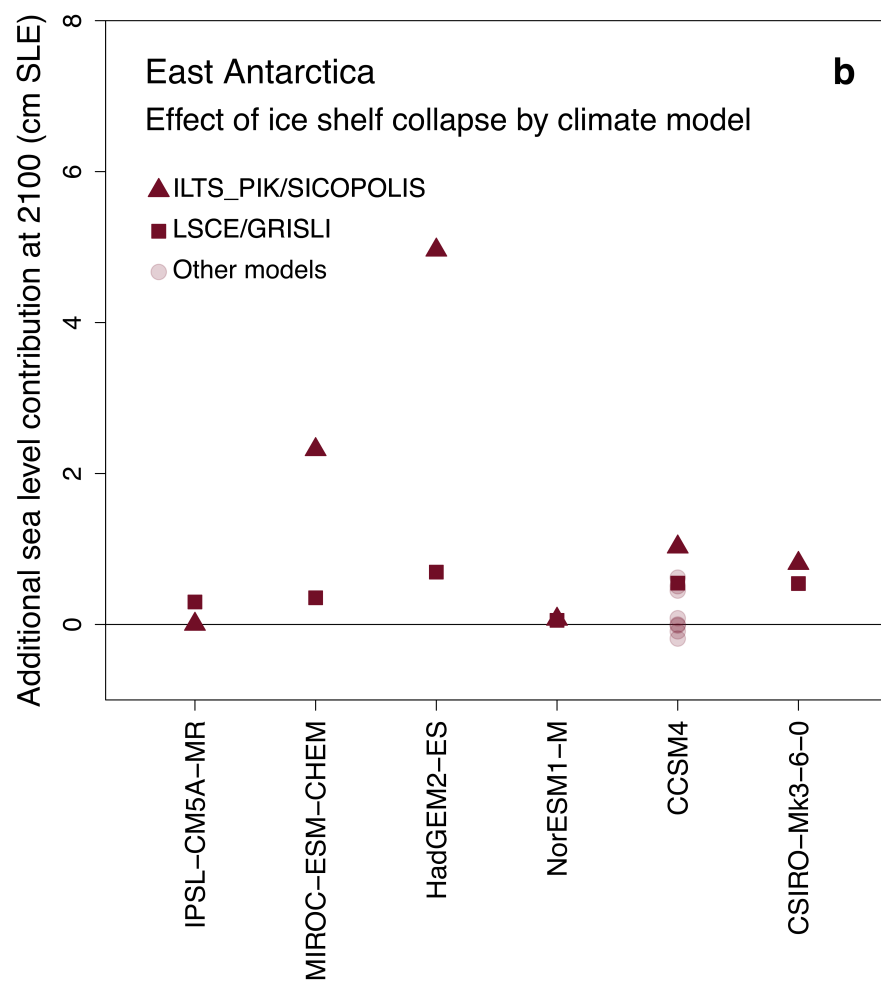 Additional sea level contribution at 2100 (cm SLE)
8
6
4
2
0
East Antarctica
b
Effect of ice shelf collapse by climate model
ILTS_PIK/SICOPOLIS
LSCE/GRISLI
Other models
IPSL−CM5A−MR
MIROC−ESM−CHEM
HadGEM2−ES
NorESM1−M
CCSM4
CSIRO−Mk3−6−0